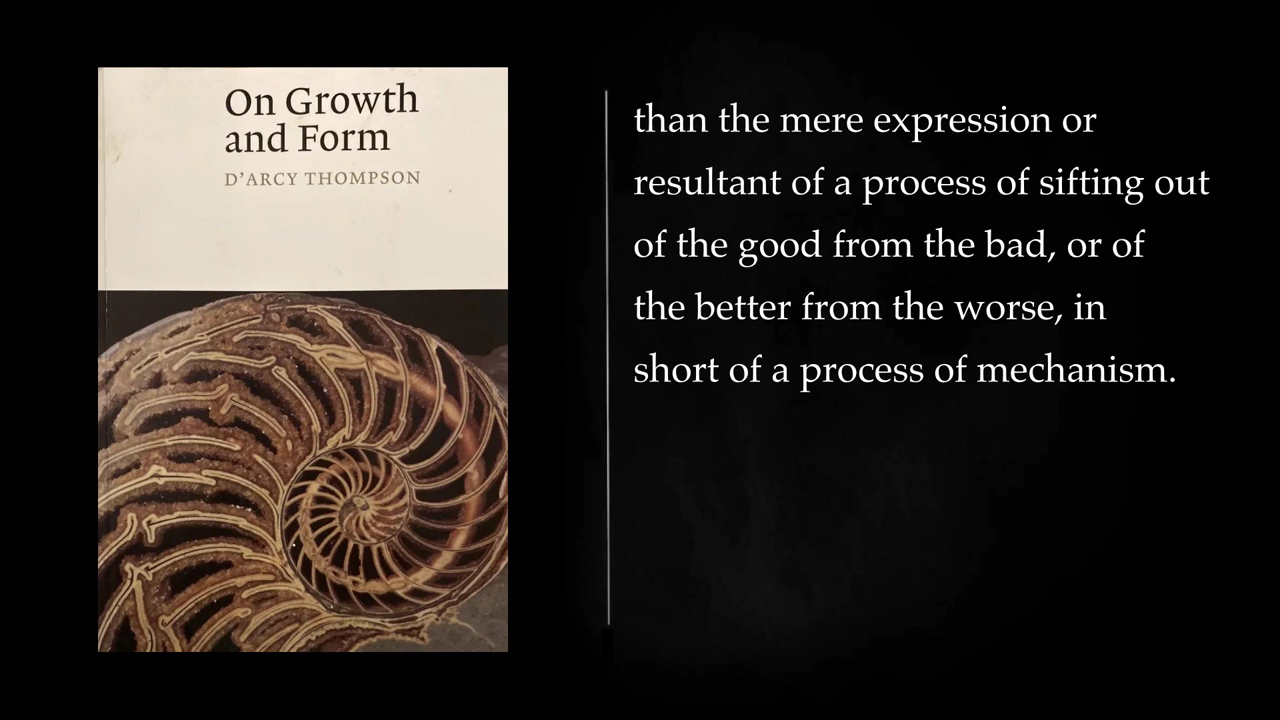 On Growth
and Form
D'ARCY THOMPSON
than the mere expression or
resultant of a process of sifting out
of the good from the bad, or of
the better from the worse, in
short of a process of mechanism.